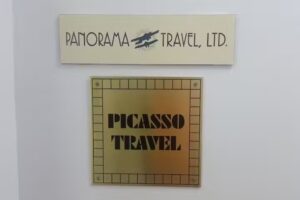 PANORAMA TRAVEL, LTD.
PICASSO
TRAVEL